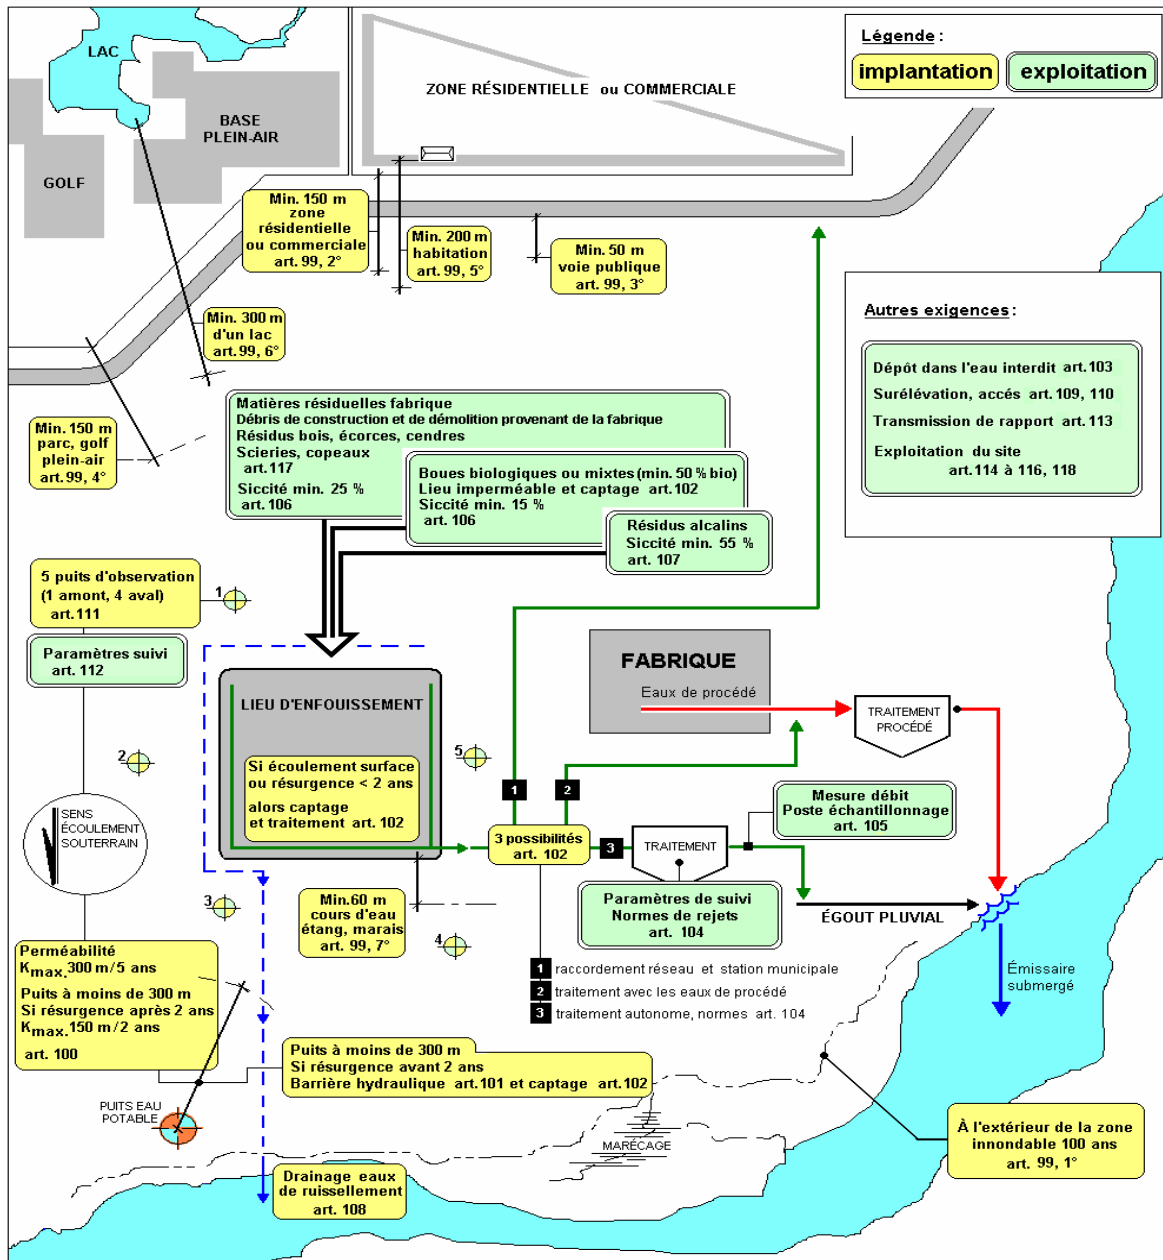 LAC
BASE
PLEIN-AIR
GOLF
ZONE RÉSIDENTIELLE ou COMMERCIALE
Légende :
implantation
exploitation
Min. 150 m
zone
résidentielle
ou commerciale
art. 99, 2°
Min. 200 m
habitation
art. 99, 5°
Min. 50 m
voie publique
art. 99, 3°
Min. 300 m
d'un lac
art. 99, 6°
Min. 150 m
parc, golf
plein-air
art. 99, 4°
Autres exigences :
Dépôt dans l'eau interdit art. 103
Surélévation, accés art. 109, 110
Transmission de rapport art. 113
Exploitation du site
art. 114 à 116, 118
Matières résiduelles fabrique
Débris de construction et de démolition provenant de la fabrique
Résidus bois, écorces, cendres
Scieries, copeaux
art. 117
Siccité min. 25 %
art. 106
Boues biologiques ou mixtes (min. 50 % bio)
Lieu imperméable et captage art. 102
Siccité min. 15 %
art. 106
Résidus alcalins
Siccité min. 55 %
art. 107
5 puits d'observation
(1 amont, 4 aval)
art. 111
1
Paramètres suivi
art. 112
2
SENS
ÉCOULEMENT
SOUTERRAIN
LIEU D'ENFOUISSEMENT
Si écoulement surface
ou résurgence < 2 ans
alors captage
et traitement art. 102
5
FABRIQUE
Eaux de procédé
TRAITEMENT
PROCÉDÉ
1
2
3 possibilités
art. 102
3
TRAITEMENT
Mesure débit
Poste échantillonnage
art. 105
Paramètres de suivi
Normes de rejets
art. 104
ÉGOUT PLUVIAL
Émissaire
submergé
3
Min. 60 m
cours d'eau
étang, marais
art. 99, 7°
4
1 raccordement réseau et station municipale
2 traitement avec les eaux de procédé
3 traitement autonome, normes art. 104
Perméabilité
Kmax. 300 m/5 ans
Puits à moins de 300 m
Si résurgence après 2 ans
Kmax. 150 m/2 ans
art. 100
Puits à moins de 300 m
Si résurgence avant 2 ans
Barrière hydraulique art. 101 et captage art. 102
PUITS EAU
POTABLE
MARÉCAGE
À l'extérieur de la zone
innondable 100 ans
art. 99, 1°
Drainage eaux
de ruissellement
art. 108